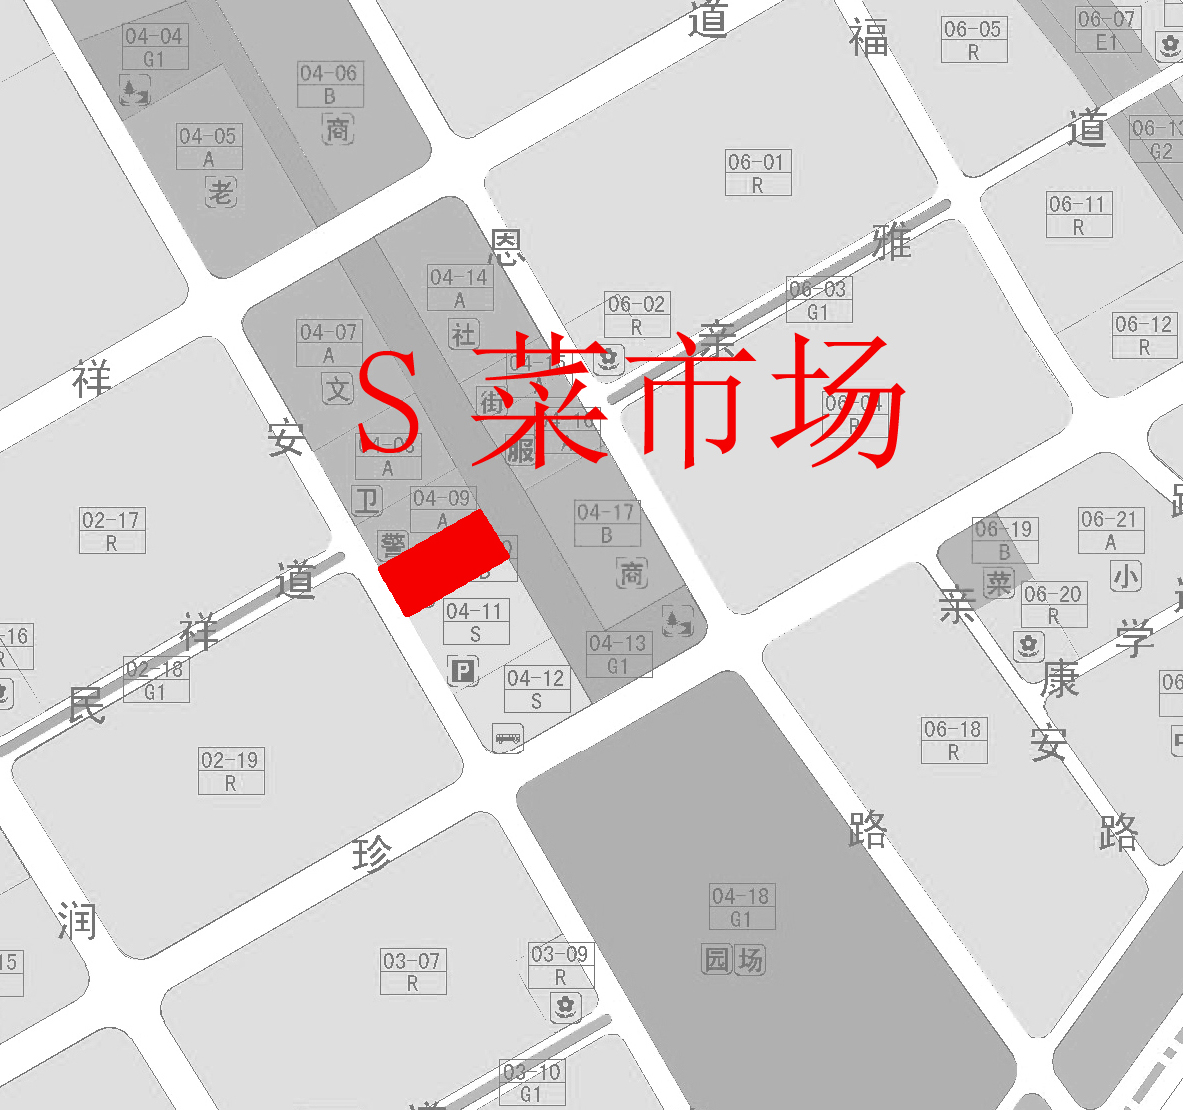 道
福
06-05
R
06-07
E1
04-04
G1
04-06
B
商
04-05
A
老
06-01
R
道
06-13
G2
06-11
R
雅
恩
04-14
A
社
06-02
R
06-03
G1
亲
06-12
R
04-07
A
文
祥
S 菜市场
06-04
R
街
服
安
A
卫
04-09
A
警
04-17
B
商
02-17
R
道
祥
04-11
S
P
04-12
S
04-13
G1
06-19
B
菜
06-21
A
小
06-20
R
亲
学
康
安
路
-16
R
02-18
G1
民
02-19
R
06-18
R
路
珍
润
04-18
G1
园 场
15
03-07
R
03-09
R
03-10
G1